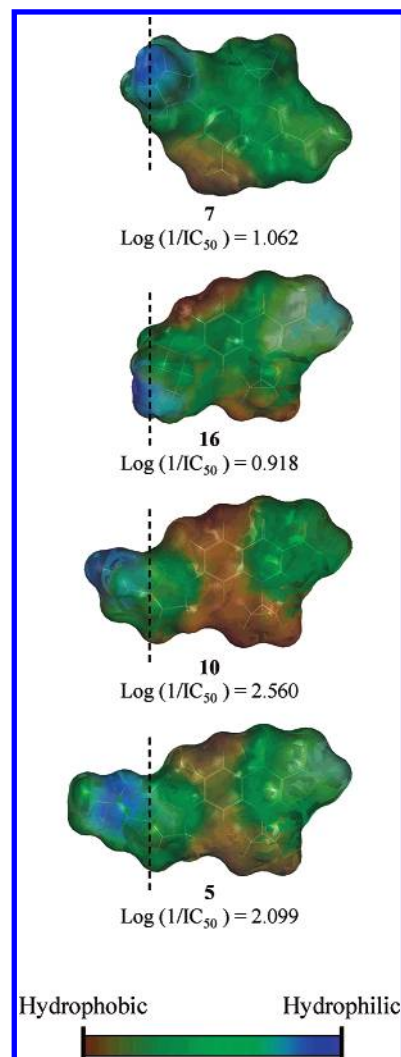 7
Log (1/IC₅₀ ) = 1.062
16
Log (1/IC₅₀ ) = 0.918
10
Log (1/IC₅₀ ) = 2.560
5
Log (1/IC₅₀ ) = 2.099
Hydrophobic Hydrophilic